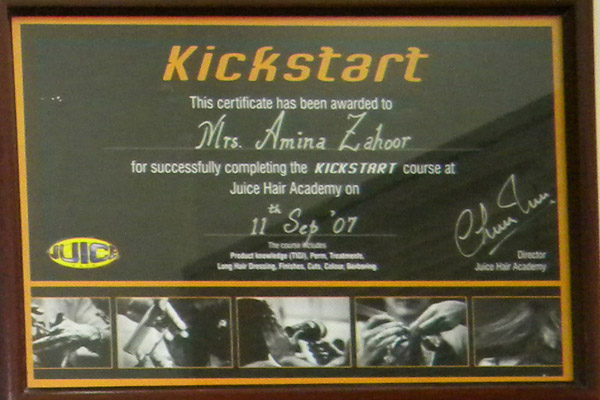 Kickstart
This certificate has been awarded to
Mrs. Amina Zahoor
for successfully completing the KICKSTART course at
Juice Hair Academy on
11th Sep '07
The course includes
Product knowledge (TIGI), Perm, Treatments,
Long Hair Dressing, Finishes, Cuts, Colour, Barbering.
JUICE
Director
Juice Hair Academy